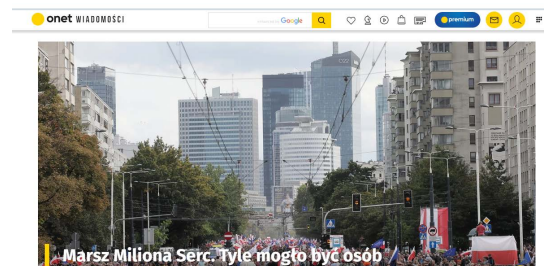 onet WIADOMOŚCI
Google
premium
Marsz Miliona Serc. Tyle mogło być osób